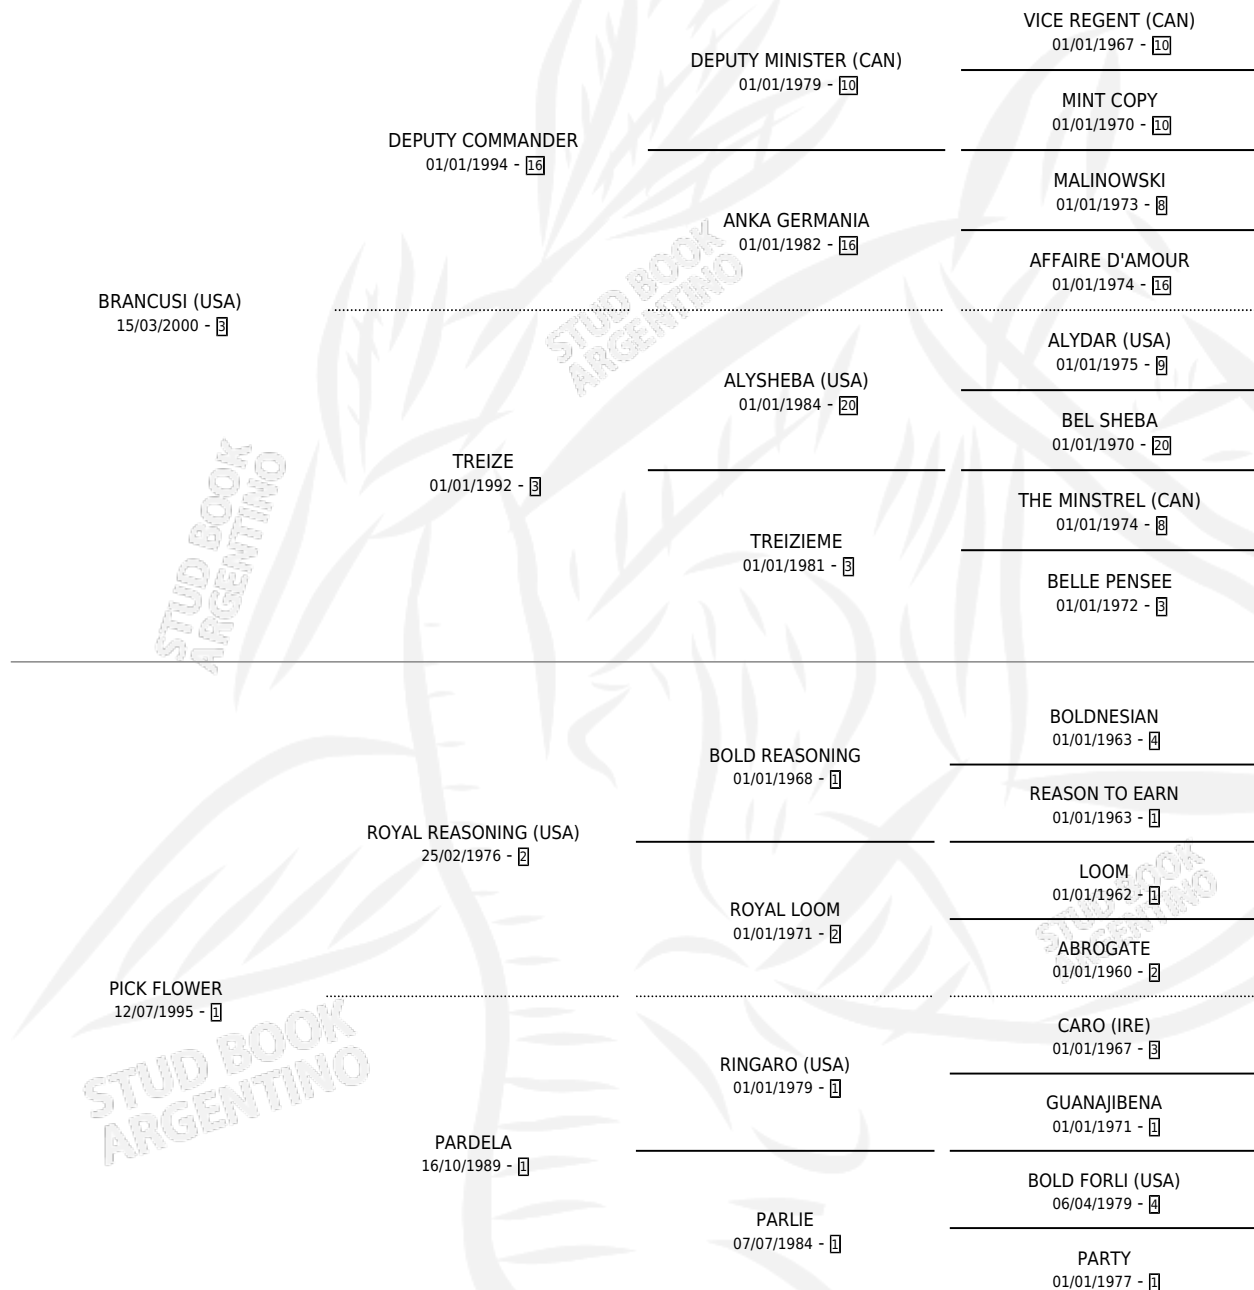 VICE REGENT (CAN)
01/01/1967 - 10
DEPUTY MINISTER (CAN)
01/01/1979 - 10
MINT COPY
01/01/1970 - 10
DEPUTY COMMANDER
01/01/1994 - 16
MALINOWSKI
01/01/1973 - 8
ANKA GERMANIA
01/01/1982 - 16
AFFAIRE D'AMOUR
01/01/1974 - 16
BRANCUSI (USA)
15/03/2000 - 3
STUD BOOK
ARGENTINO
ALYDAR (USA)
01/01/1975 - 9
ALYSHEBA (USA)
01/01/1984 - 20
BEL SHEBA
01/01/1970 - 20
TREIZE
01/01/1992 - 3
THE MINSTREL (CAN)
01/01/1974 - 8
TREIZIEME
01/01/1981 - 3
BELLE PENSEE
01/01/1972 - 3
STUD BOOK
ARGENTINO
BOLDNESIAN
01/01/1963 - 4
BOLD REASONING
01/01/1968 - 1
REASON TO EARN
01/01/1963 - 1
ROYAL REASONING (USA)
25/02/1976 - 2
LOOM
01/01/1962 - 1
ROYAL LOOM
01/01/1971 - 2
ABROGATE
01/01/1960 - 2
STUD BOOK
ARGENTINO
PICK FLOWER
12/07/1995 - 1
CARO (IRE)
01/01/1967 - 3
RINGARO (USA)
01/01/1979 - 1
GUANAJIBENA
01/01/1971 - 1
PARDELA
16/10/1989 - 1
BOLD FORLI (USA)
06/04/1979 - 4
PARLIE
07/07/1984 - 1
PARTY
01/01/1977 - 1
STUD BOOK
ARGENTINO